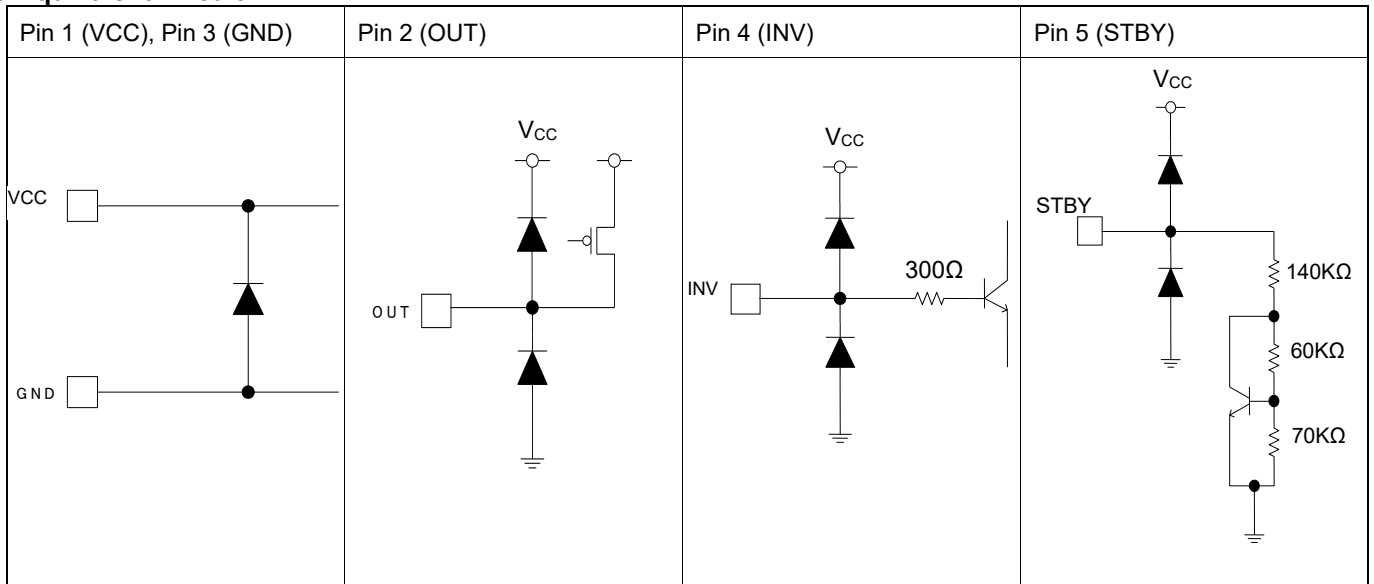 Pin 1 (VCC), Pin 3 (GND)
Pin 2 (OUT)
Pin 4 (INV)
Pin 5 (STBY)
VCC
GND
VCC
OUT
VCC
INV
300Ω
VCC
STBY
140KΩ
60KΩ
70KΩ